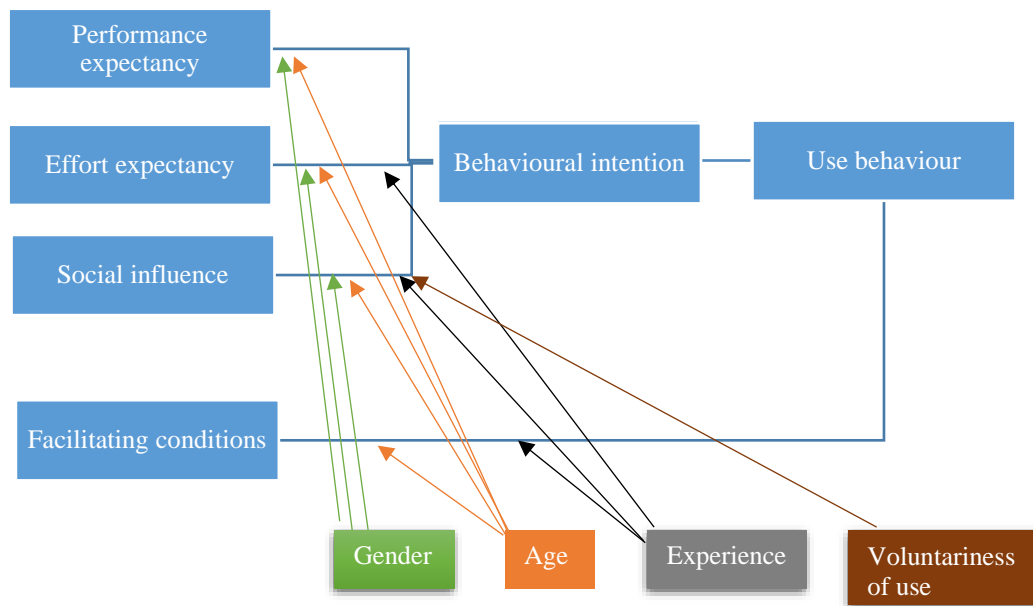 Performance
expectancy
Effort expectancy
Behavioural intention
Use behaviour
Social influence
Facilitating conditions
Gender
Age
Experience
Voluntariness
of use